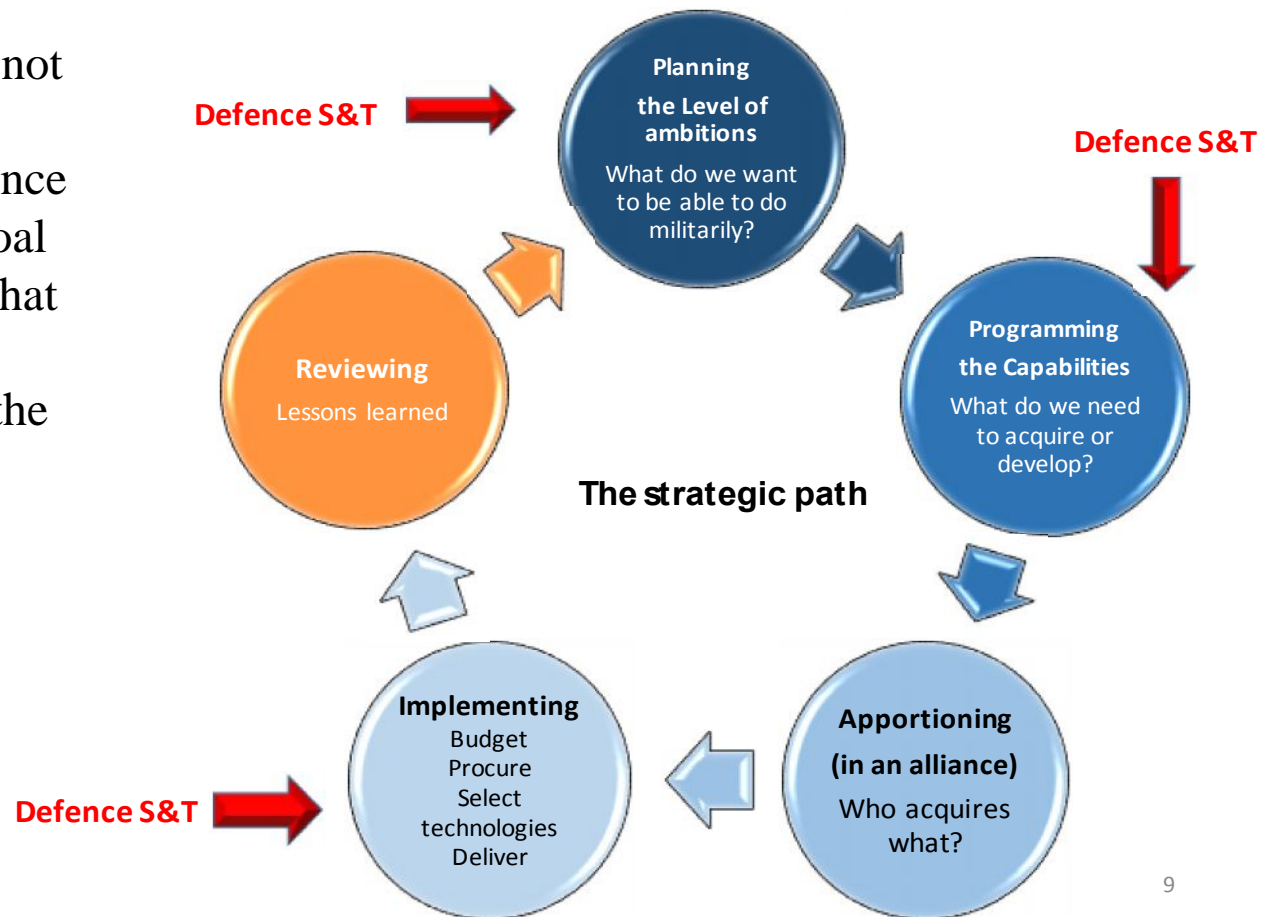 not
ence
oal
hat
the
Defence S&T
Planning
the Level of
ambitions
What do we want
to be able to do
militarily?
Defence S&T
Programming
the Capabilities
What do we need
to acquire or
develop?
Reviewing
Lessons learned
The strategic path
Apportioning
(in an alliance)
Who acquires
what?
Implementing
Budget
Procure
Select
technologies
Deliver
Defence S&T
9